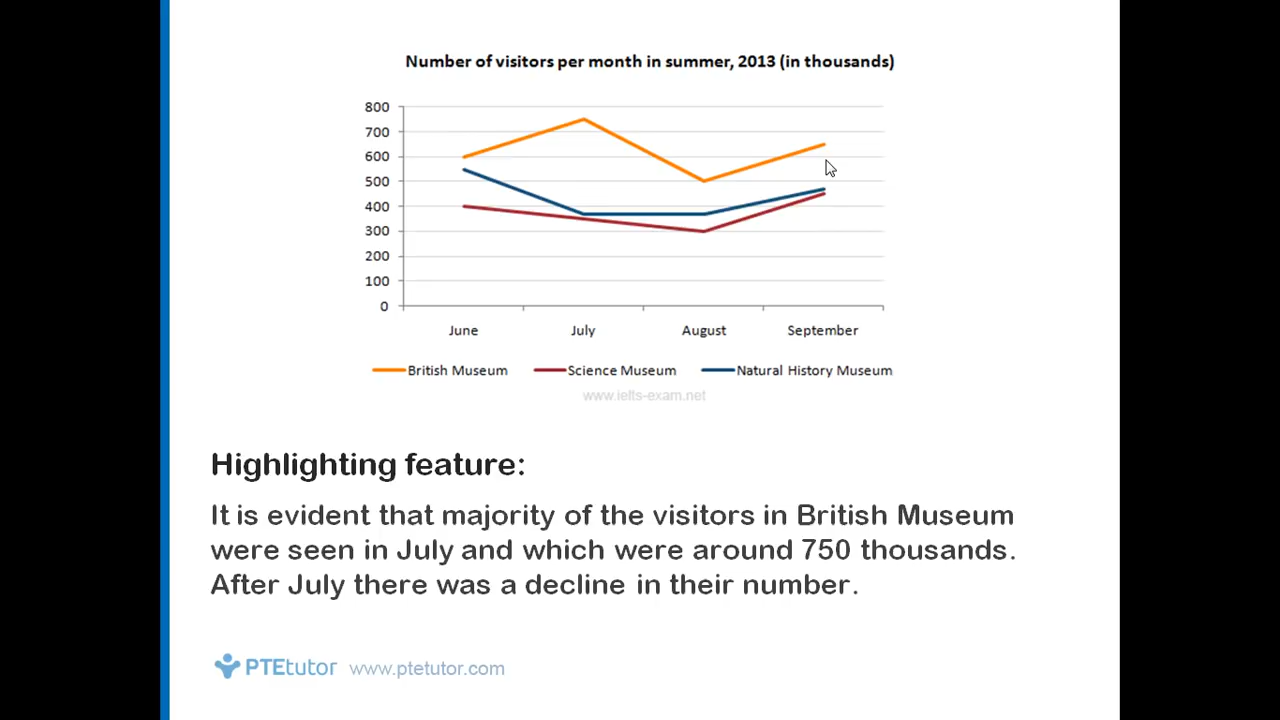 Number of visitors per month in summer, 2013 (in thousands)
800
700
600
500
400
300
200
100
0
June July August September
British Museum Science Museum Natural History Museum
www.ielts-exam.net
Highlighting feature:
It is evident that majority of the visitors in British Museum
were seen in July and which were around 750 thousands.
After July there was a decline in their number.
PTEtutor www.ptetutor.com